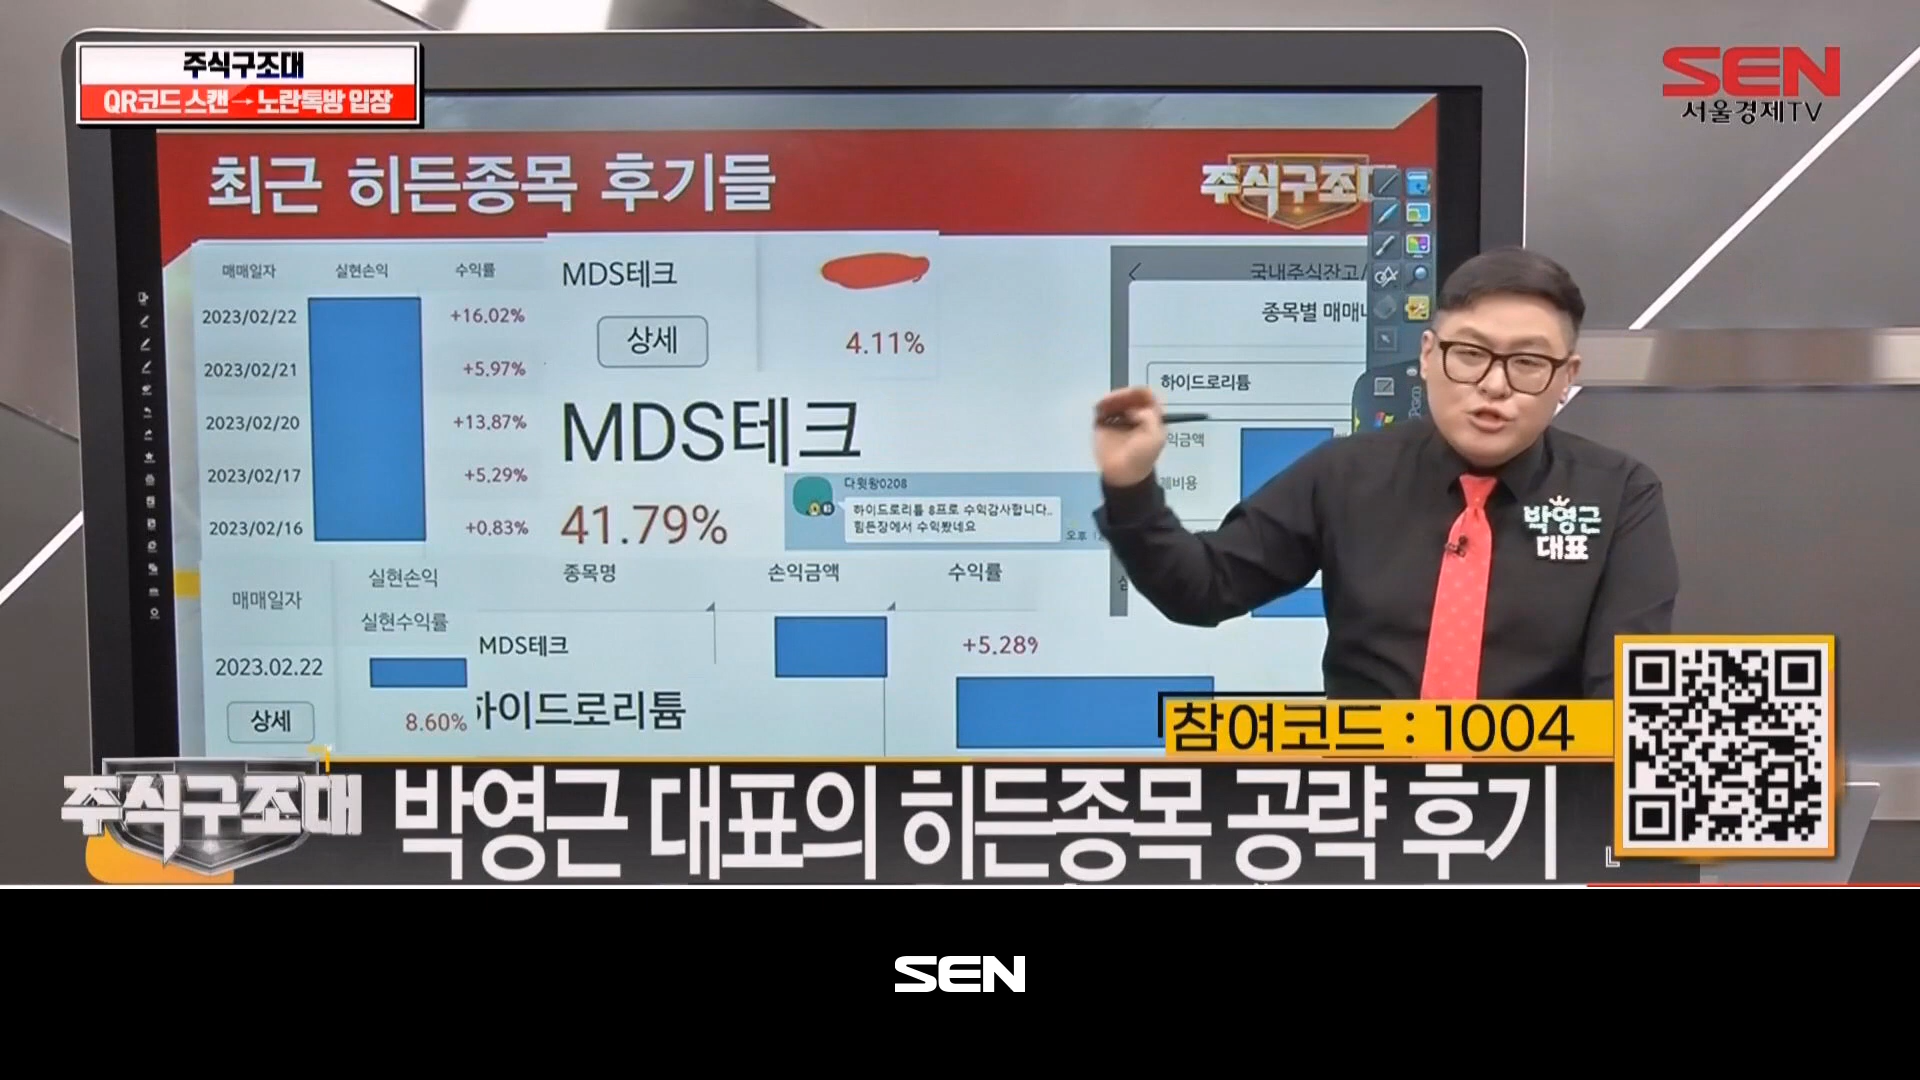 주식구조대
QR코드 스캔→노란톡방 입장
SEN
서울경제TV
최근 히든종목 후기들
매매일자 실현손익 수익률
2023/02/22 +16.02%
2023/02/21 +5.97%
2023/02/20 +13.87%
2023/02/17 +5.29%
2023/02/16 +0.83%
MDS테크
상세
4.11%
MDS테크
41.79%
다윗왕0208
하이드로리튬 8프로 수익감사합니다..
힘든장에서 수익봤네요
오후
국내주식잔고/
종목별
하이드로리튬
매매일자
실현손익
실현수익률
2023.02.22
상세
8.60%
종목명 손익금액 수익률
MDS테크 +5.28%
하이드로리튬
박영근
대표
참여코드 : 1004
주식구조대
박영근 대표의 히든종목 공략 후기
SEN